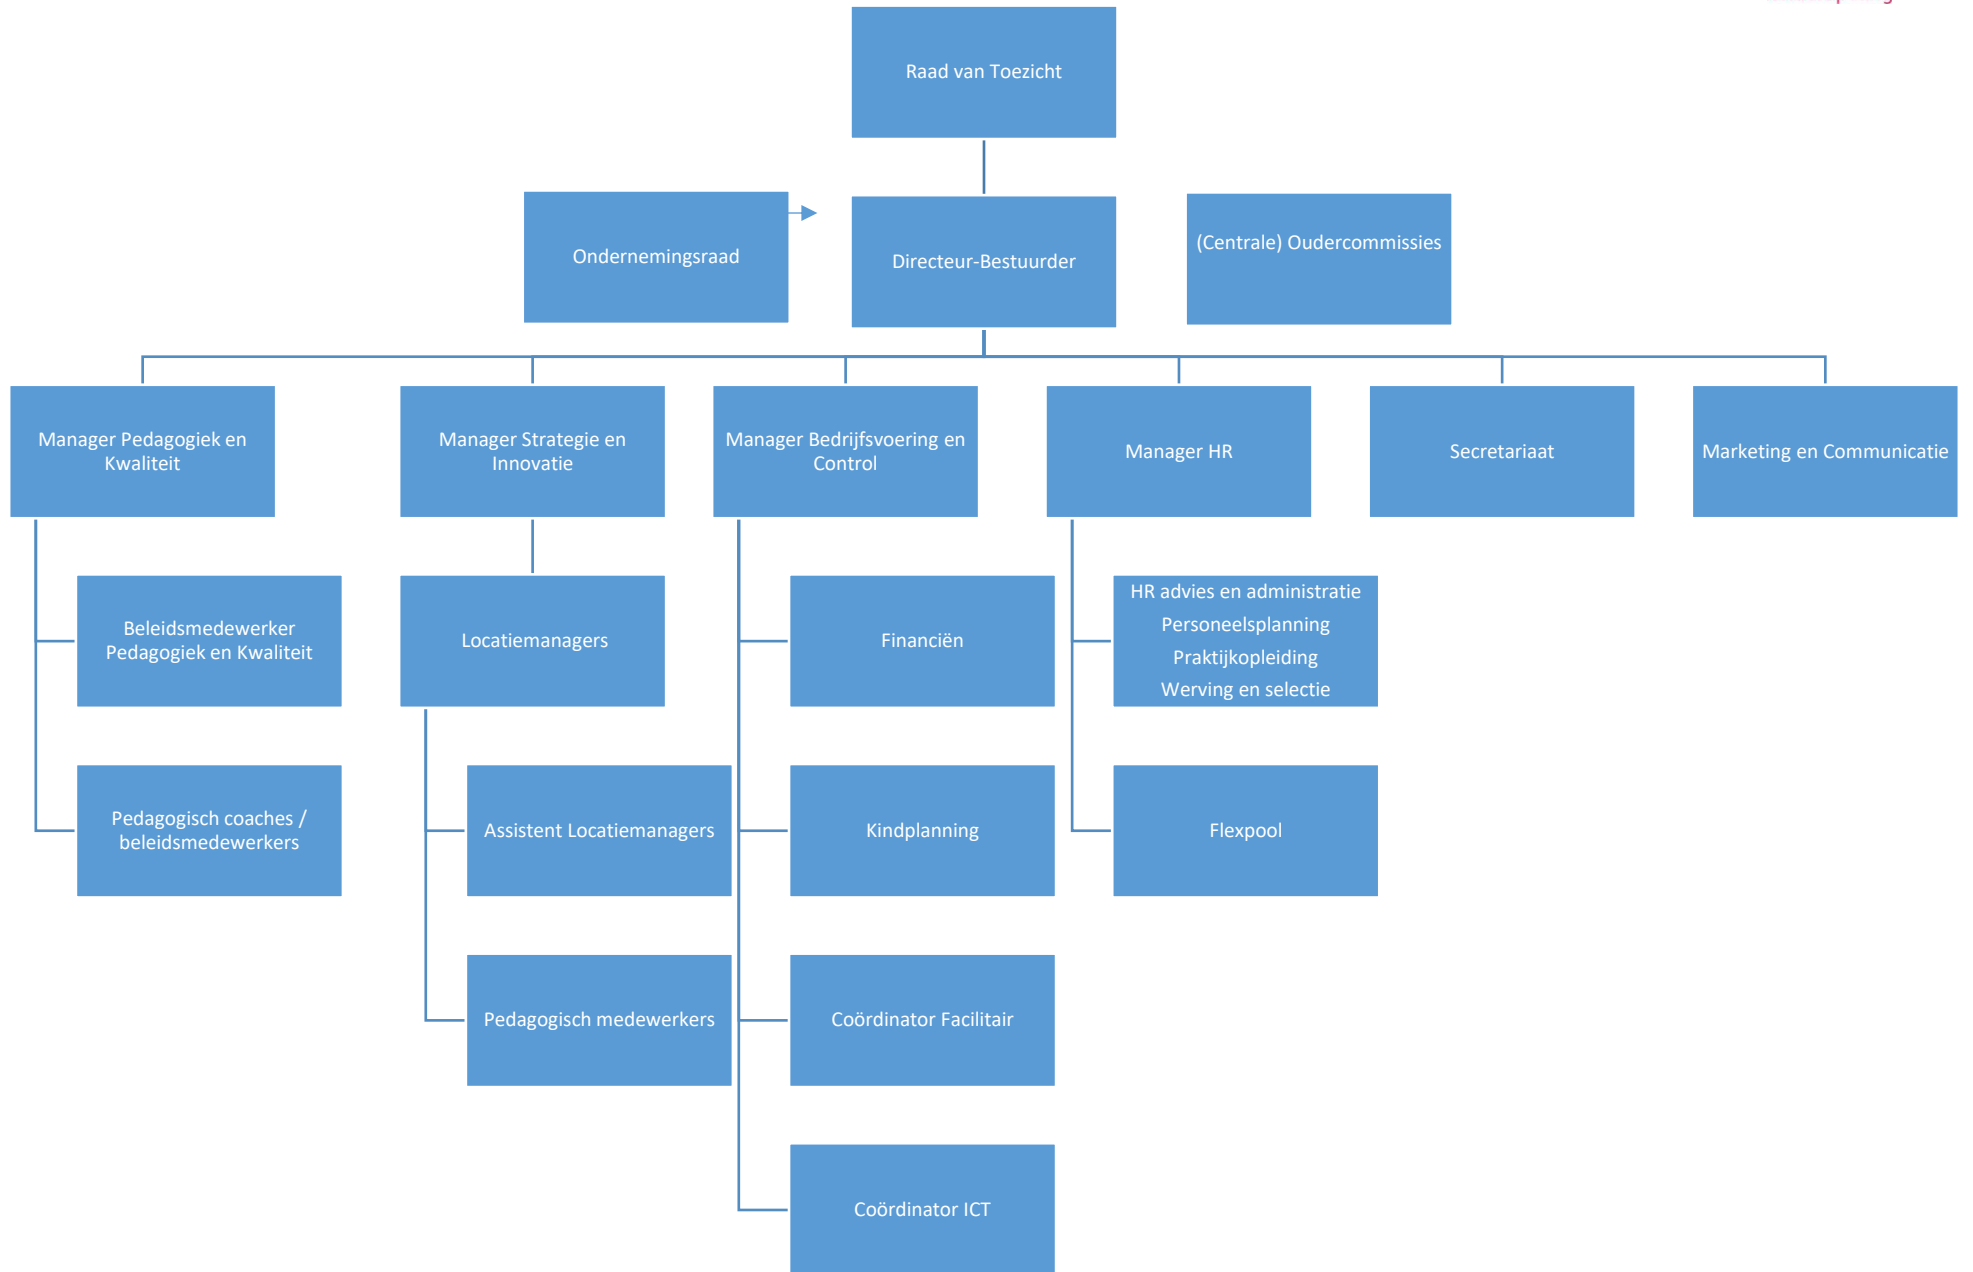 Raad van Toezicht
Ondernemingsraad
Directeur-Bestuurder
(Centrale) Oudercommissies
Manager Pedagogiek en
Kwaliteit
Manager Strategie en
Innovatie
Manager Bedrijfsvoering en
Control
Manager HR
Secretariaat
Marketing en Communicatie
Beleidsmedewerker
Pedagogiek en Kwaliteit
Locatiemanagers
Financiën
HR advies en administratie
Personeelsplanning
Praktijkopleiding
Werving en selectie
Pedagogisch coaches /
beleidsmedewerkers
Assistent Locatiemanagers
Kindplanning
Flexpool
Pedagogisch medewerkers
Coördinator Facilitair
Coördinator ICT